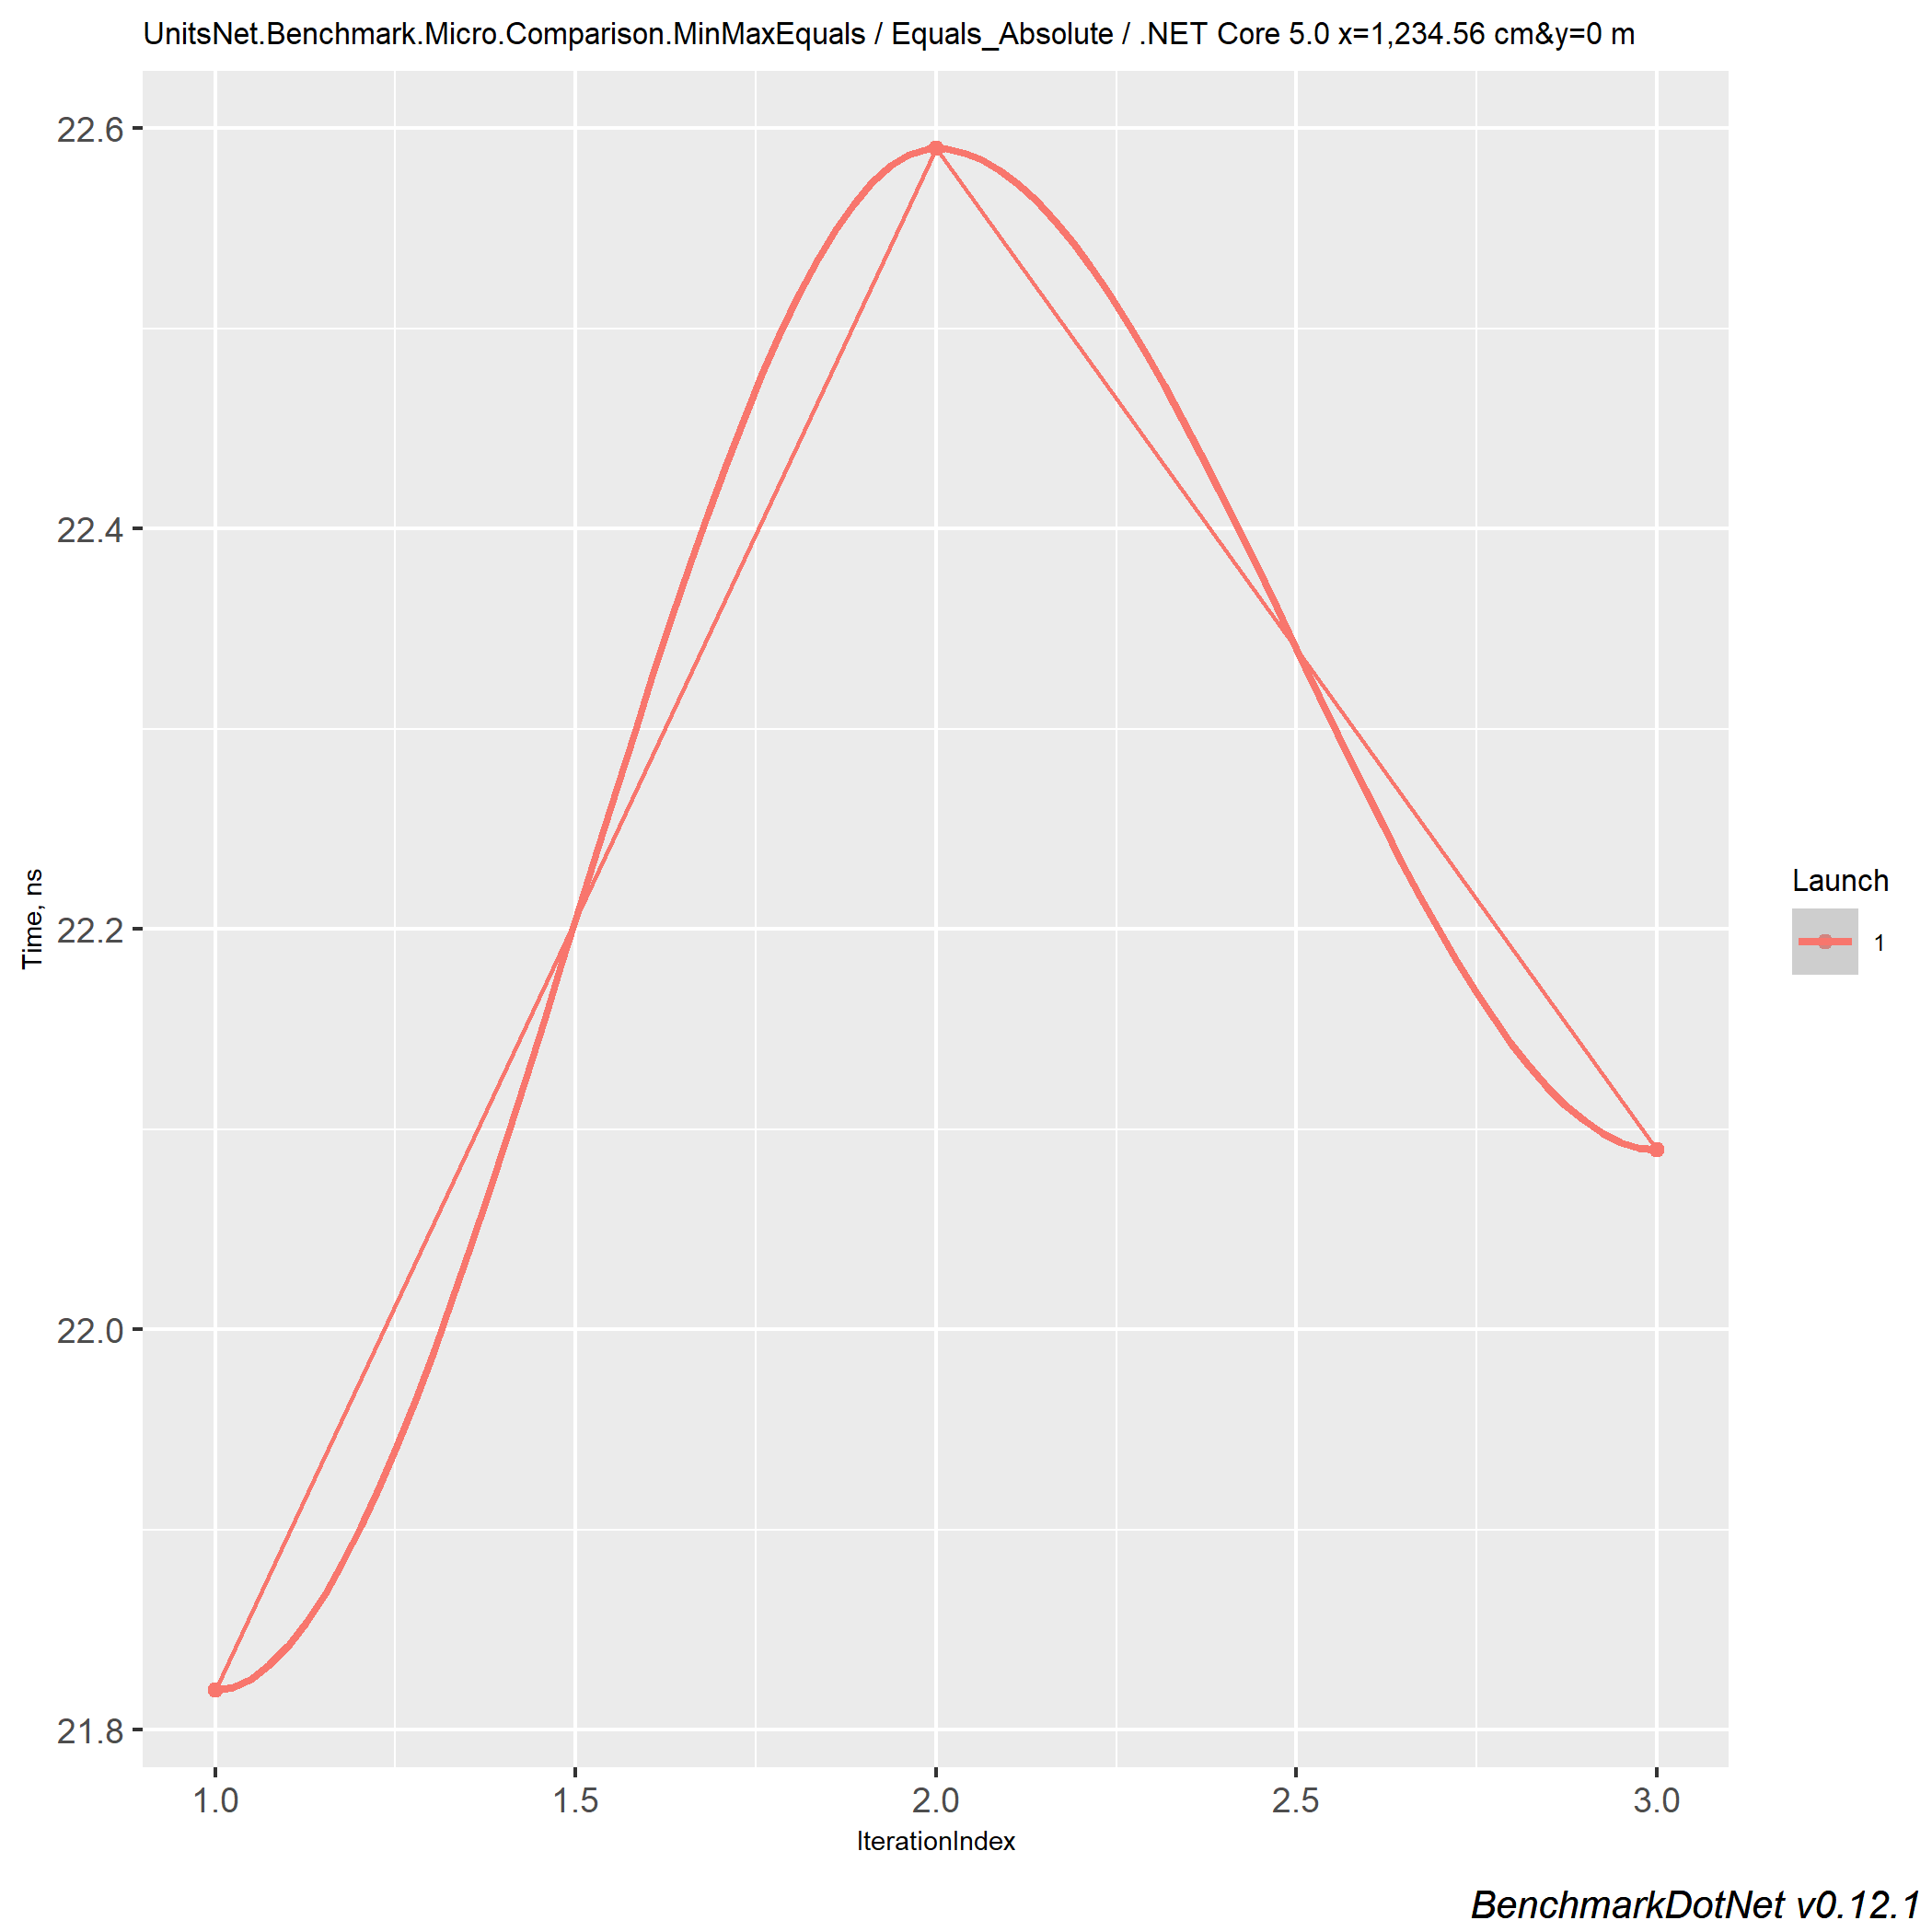 UnitsNet.Benchmark.Micro.Comparison.MinMaxEquals / Equals_Absolute / .NET Core 5.0 x=1,234.56 cm&y=0 m
22.6
22.4
22.2
22.0
21.8
Time, ns
1.0 1.5 2.0 2.5 3.0
IterationIndex
Launch
1
BenchmarkDotNet v0.12.1